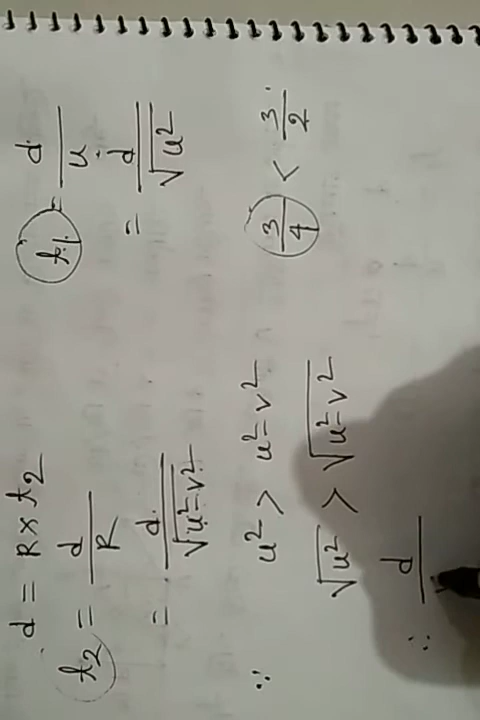 d = R × t₂
t₂ = d/R
= d/√(u²-v²)
t₁ = d/u
= d/√u²
∵ u² > u²-v²
3/4 < 3/2
√u² > √(u²-v²)
∴ d/